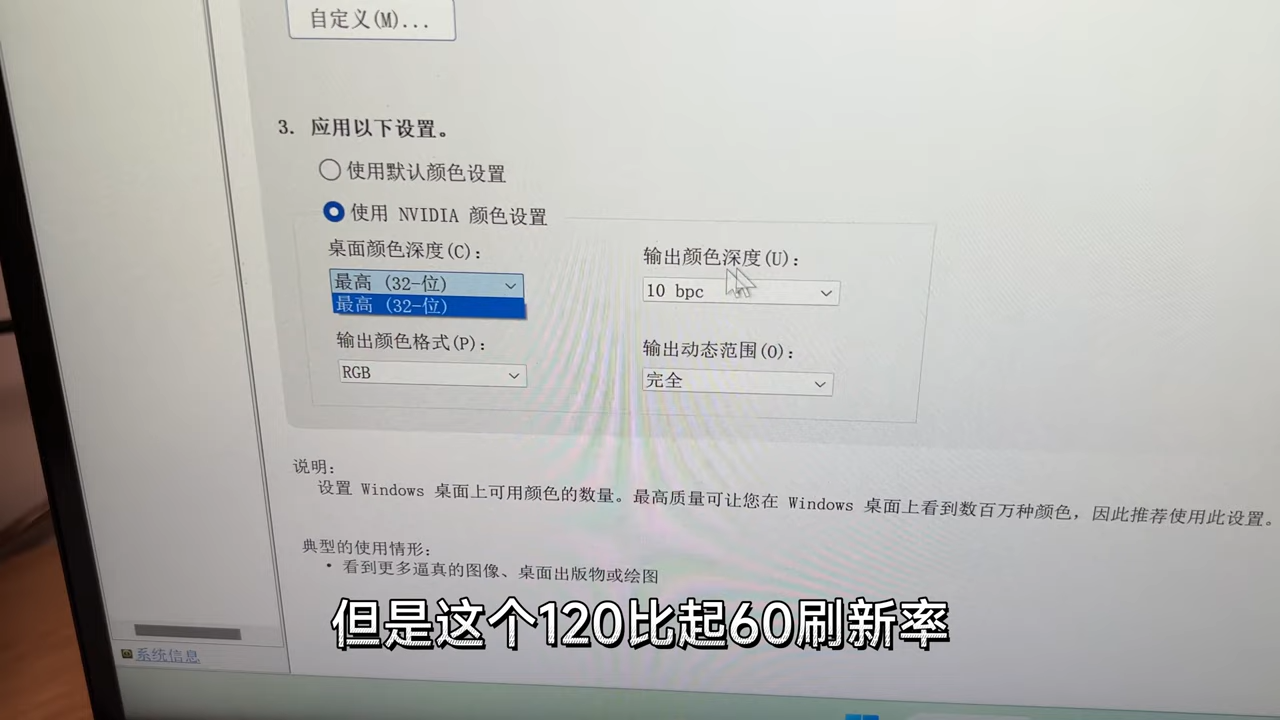 自定义(M)...
3. 应用以下设置。
使用默认颜色设置
使用 NVIDIA 颜色设置
桌面颜色深度(C):
输出颜色深度(U):
最高 (32-位)
10 bpc
最高 (32-位)
输出颜色格式(P):
输出动态范围(O):
RGB
完全
说明:
设置 Windows 桌面上可用颜色的数量。最高质量可让您在 Windows 桌面上看到数百万种颜色，因此推荐使用此设置。
典型的使用情形:
• 看到更多逼真的图像、桌面出版物或绘图
但是这个120比起60刷新率
系统信息